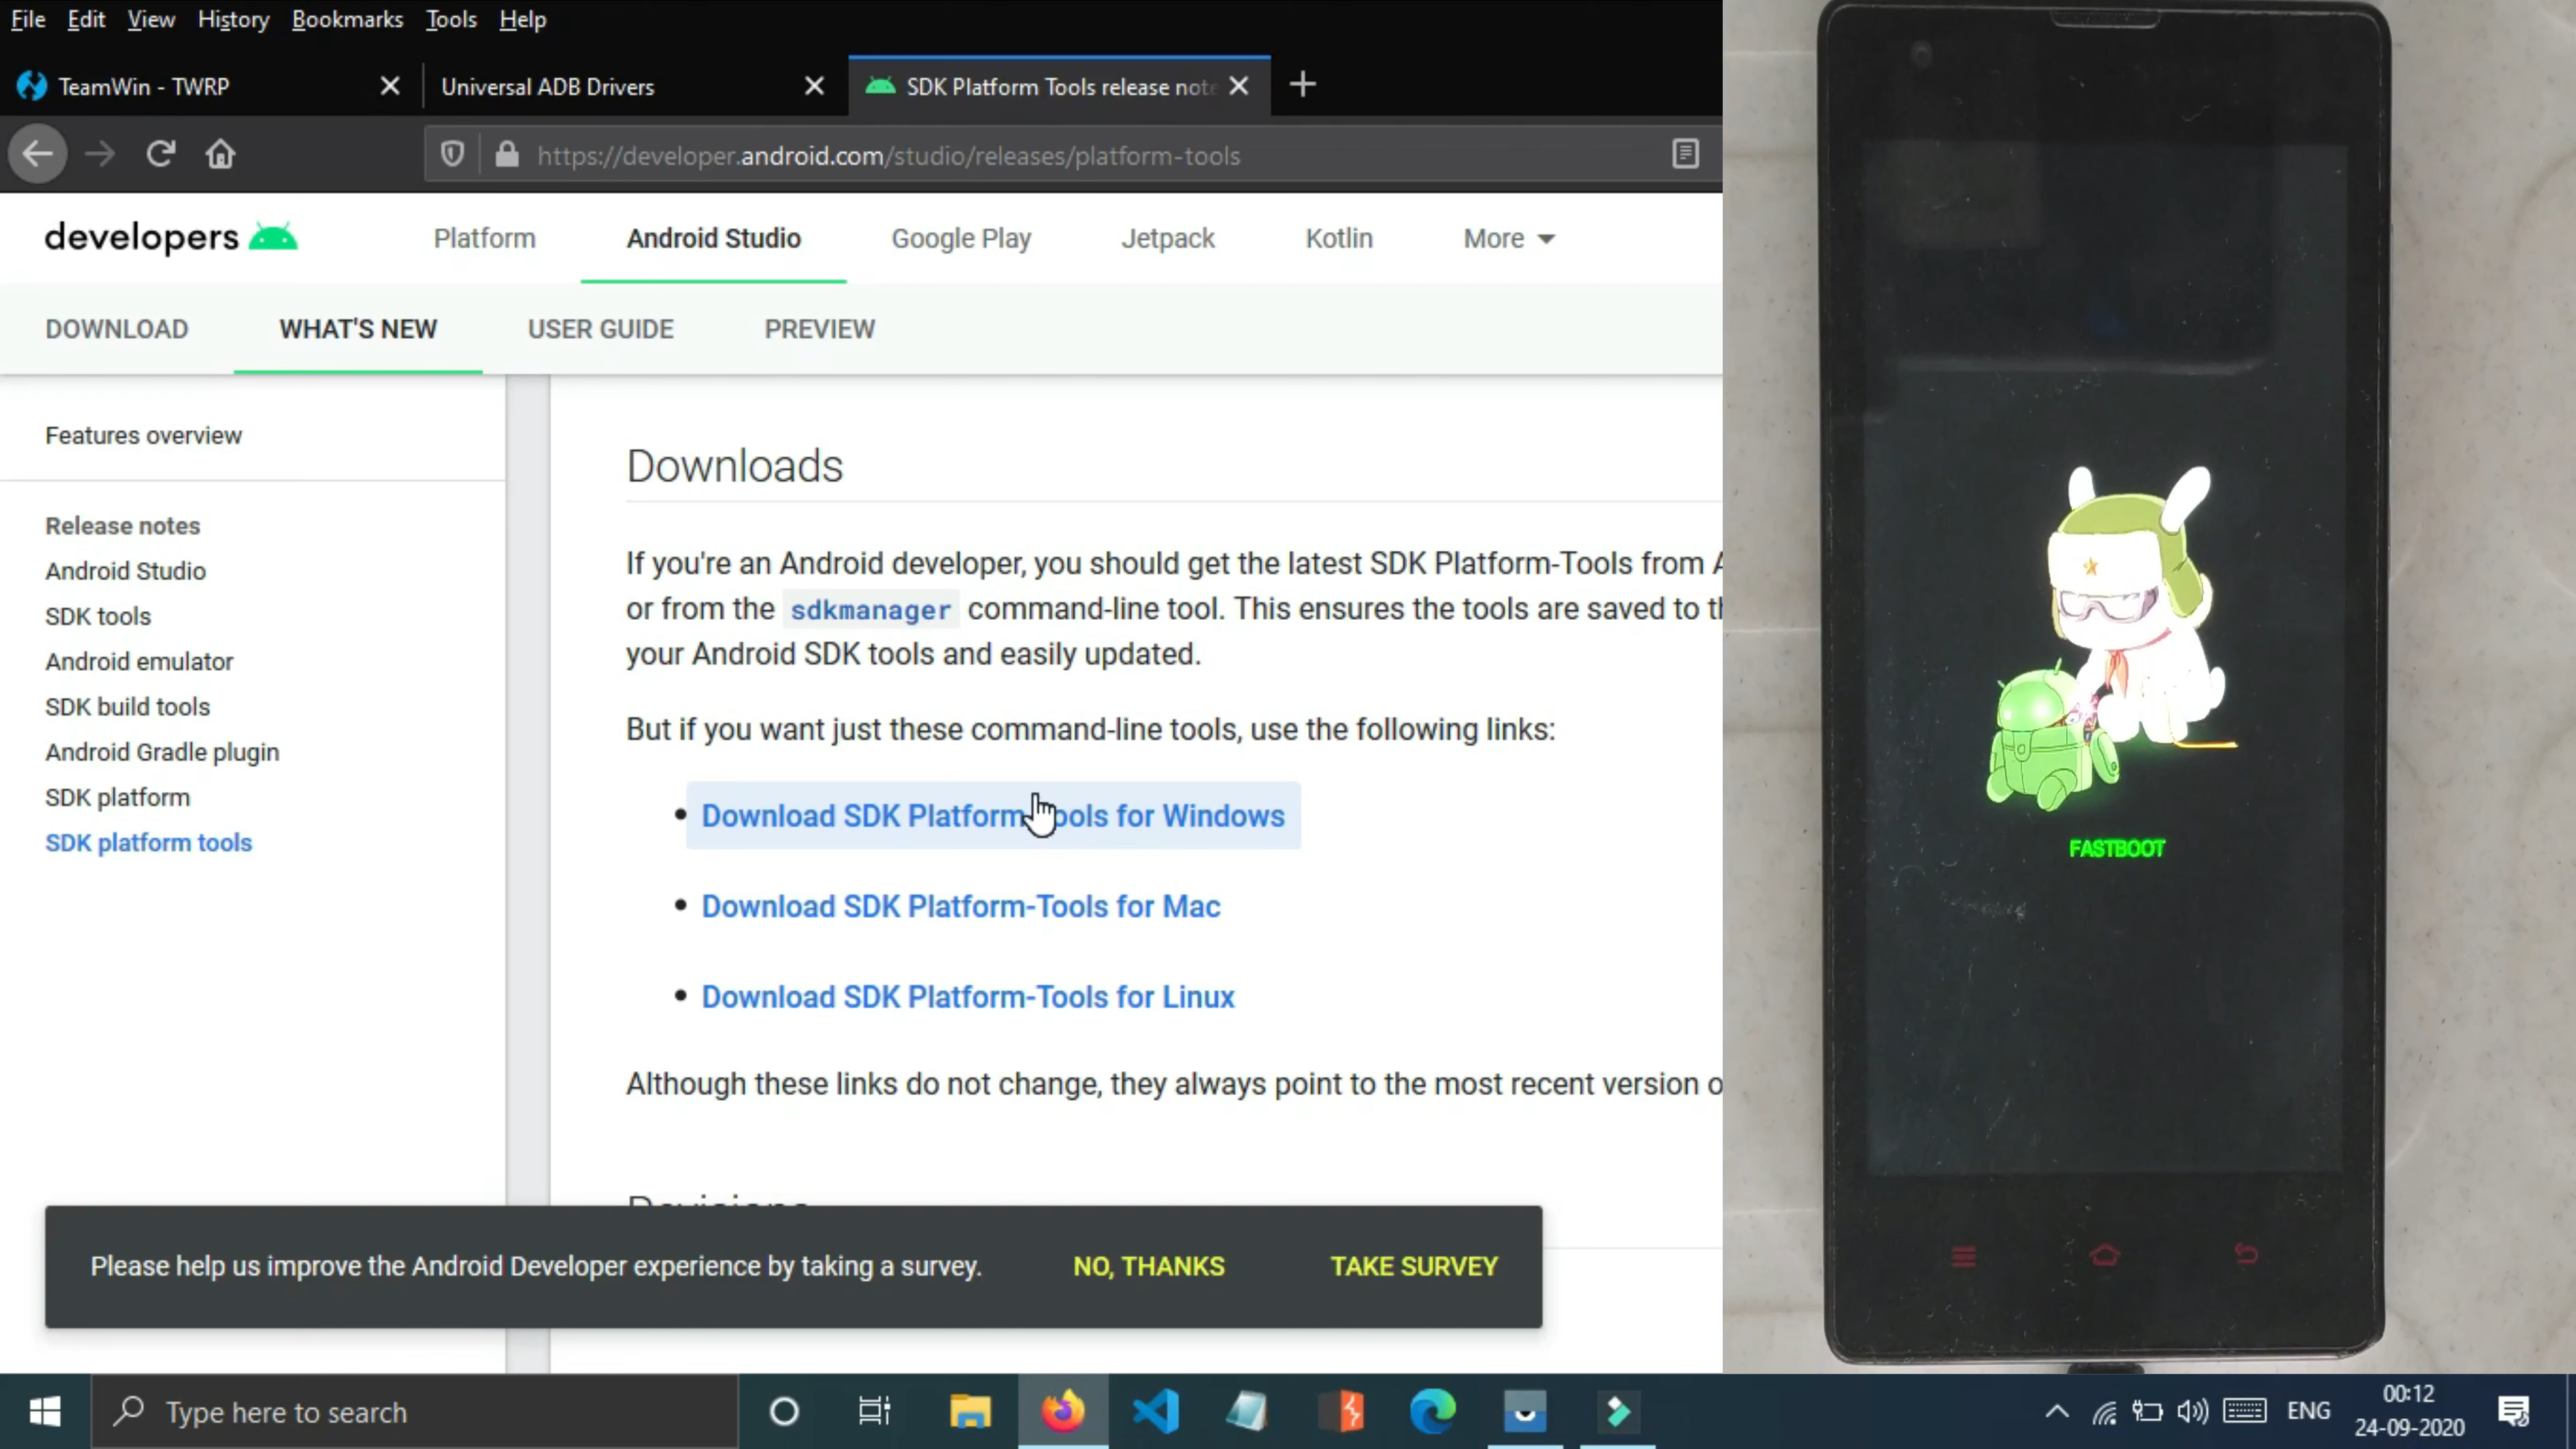 File Edit View History Bookmarks Tools Help
TeamWin - TWRP
Universal ADB Drivers
SDK Platform Tools release note
https://developer.android.com/studio/releases/platform-tools
developers
Platform
Android Studio
Google Play
Jetpack
Kotlin
More
DOWNLOAD
WHAT'S NEW
USER GUIDE
PREVIEW
Features overview
Release notes
Android Studio
SDK tools
Android emulator
SDK build tools
Android Gradle plugin
SDK platform
SDK platform tools
Downloads
If you're an Android developer, you should get the latest SDK Platform-Tools from A
or from the sdkmanager command-line tool. This ensures the tools are saved to th
your Android SDK tools and easily updated.
But if you want just these command-line tools, use the following links:
Download SDK Platform-Tools for Windows
Download SDK Platform-Tools for Mac
Download SDK Platform-Tools for Linux
Although these links do not change, they always point to the most recent version o
Revisions
Please help us improve the Android Developer experience by taking a survey.
NO, THANKS
TAKE SURVEY
FASTBOOT
Type here to search
ENG
00:12
24-09-2020